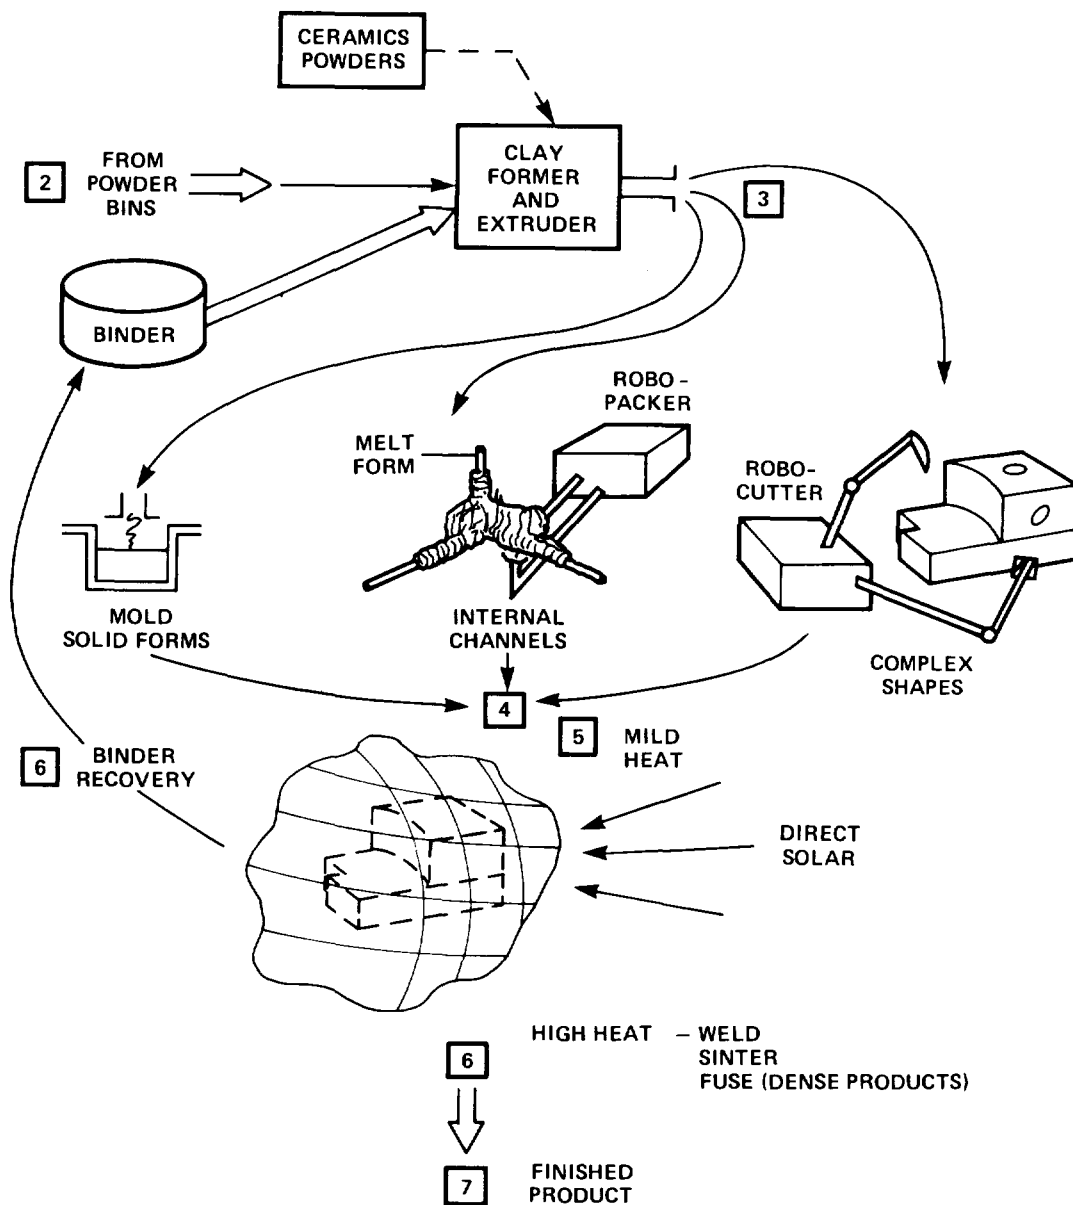 CERAMICS
POWDERS
CLAY
FORMER
AND
EXTRUDER
2
FROM
POWDER
BINS
3
BINDER
ROBO-
PACKER
MELT
FORM
ROBO-
CUTTER
MOLD
SOLID FORMS
INTERNAL
CHANNELS
COMPLEX
SHAPES
4
5
MILD
HEAT
6
BINDER
RECOVERY
DIRECT
SOLAR
HIGH HEAT – WELD
SINTER
FUSE (DENSE PRODUCTS)
6
7
FINISHED
PRODUCT